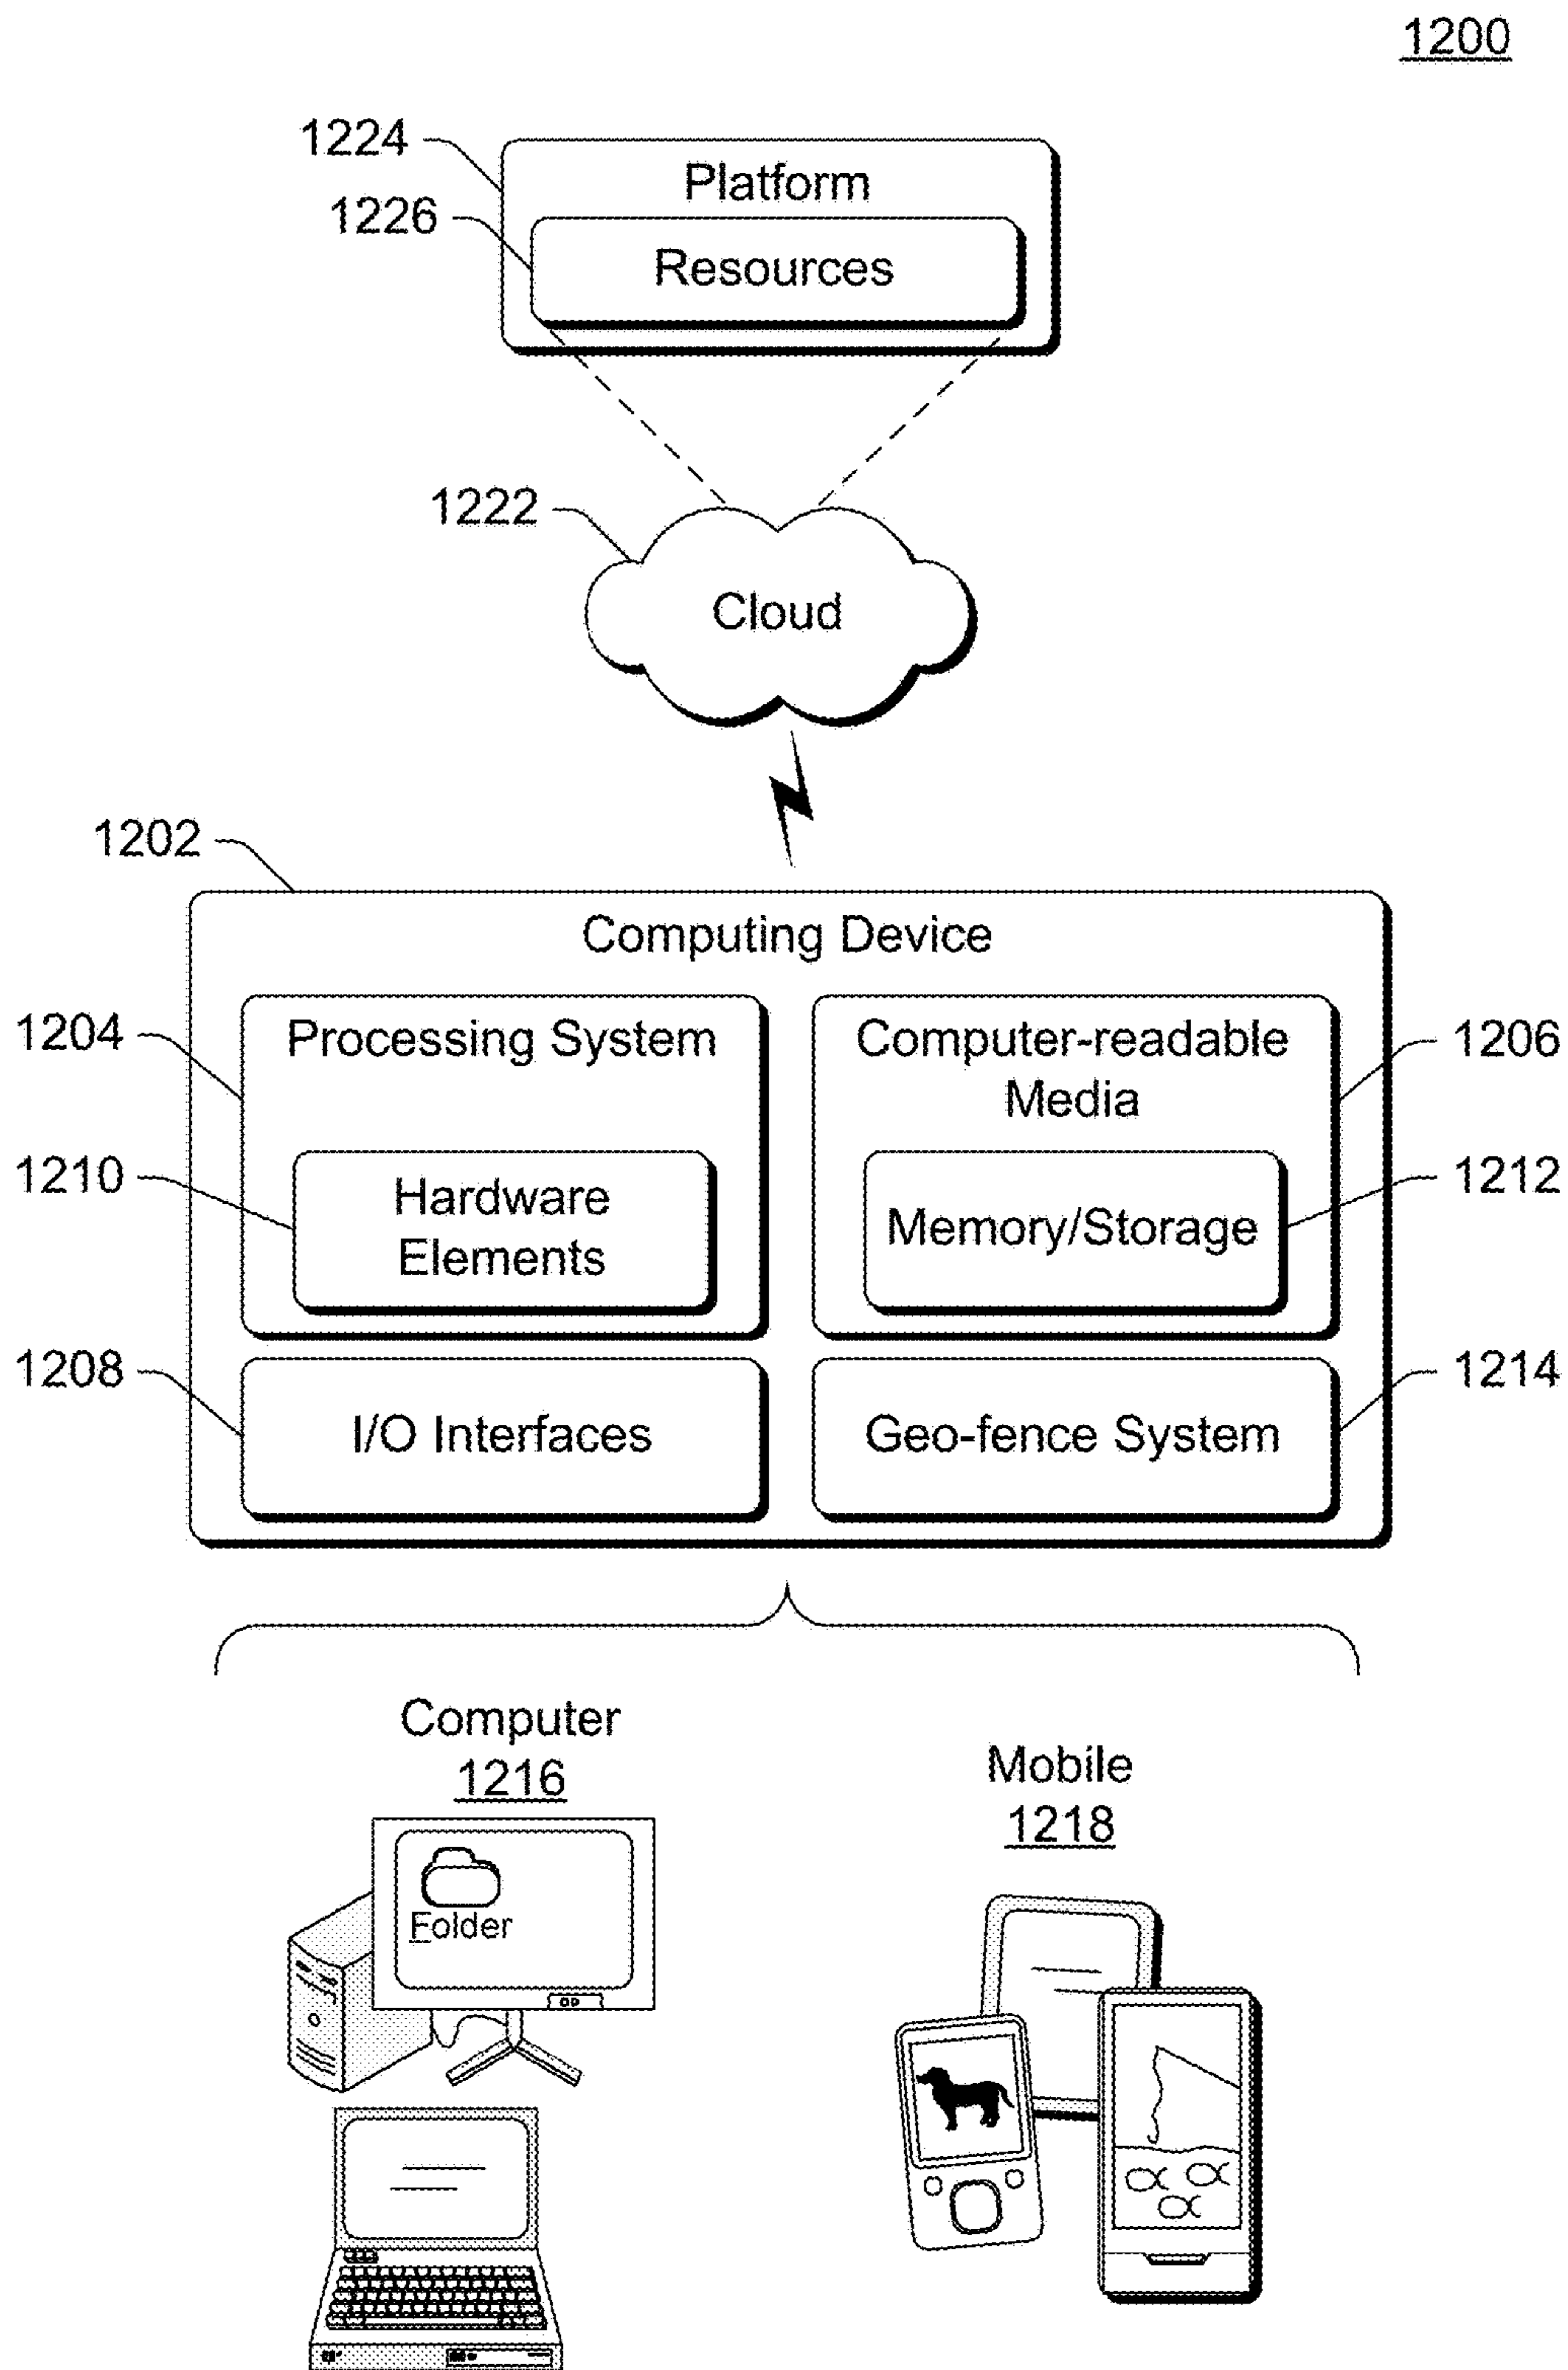 1200
1224
Platform
1226
Resources
1222
Cloud
1202
Computing Device
1204
Processing System
Computer-readable
Media
1206
1210
Hardware
Elements
Memory/Storage
1212
1208
I/O Interfaces
Geo-fence System
1214
Computer
1216
Mobile
1218
Folder